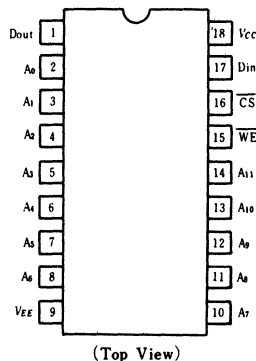 Dout 1 18 VCC
A0 2 17 Din
A1 3 16 CS
A2 4 15 WE
A3 5 14 A11
A4 6 13 A10
A5 7 12 A9
A6 8 11 A8
VEE 9 10 A7
(Top View)